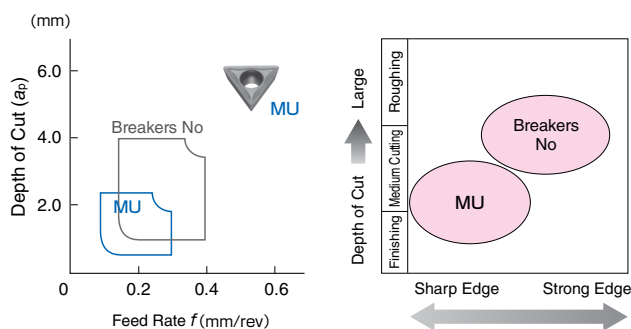 (mm)
6.0
4.0
2.0
0
0.2
0.4
0.6
Depth of Cut (ap)
Feed Rate f (mm/rev)
MU
Breakers No
MU
Depth of Cut
Large
Roughing
Medium Cutting
Finishing
Breakers
No
MU
Sharp Edge
Strong Edge